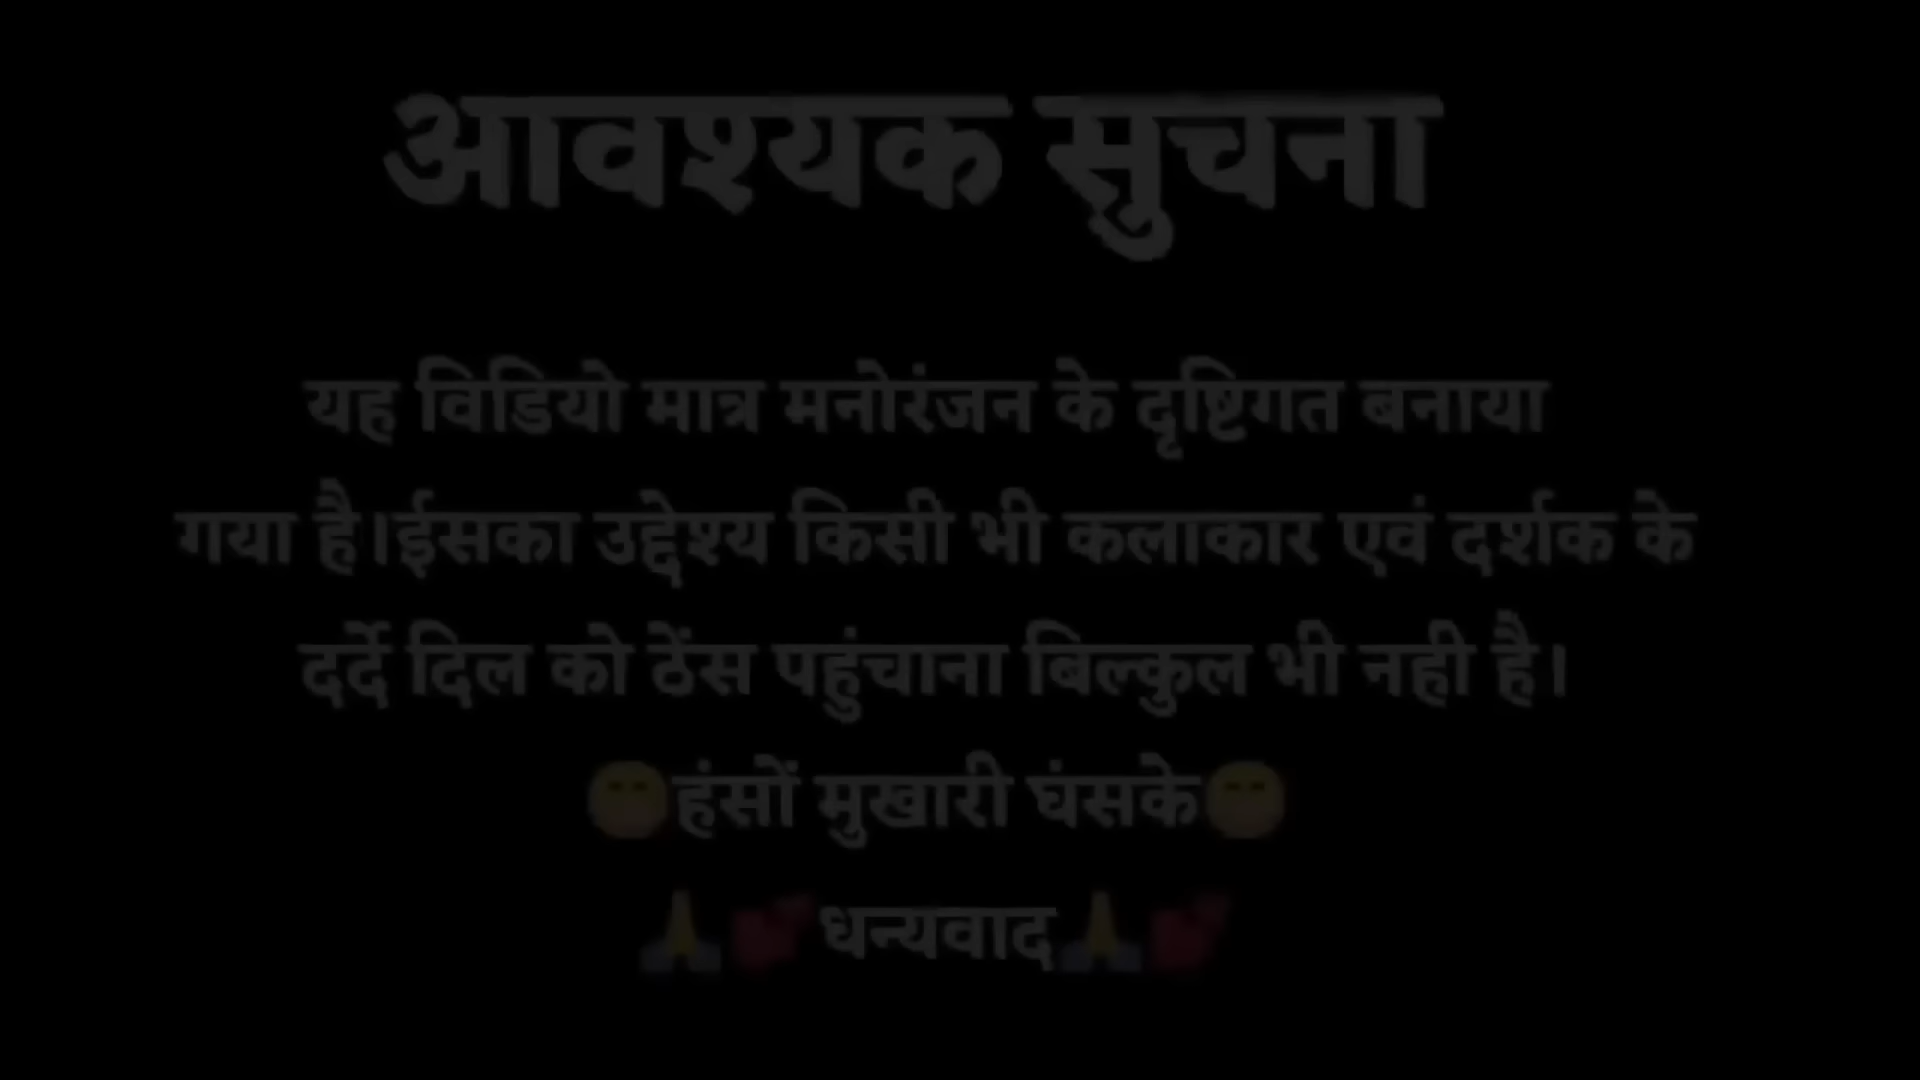 आवश्यक सुचना
यह विडियो मात्र मनोरंजन के दृष्टिगत बनाया
गया है।ईसका उद्देश्य किसी भी कलाकार एवं दर्शक के
दर्दे दिल को ठेंस पहुंचाना बिल्कुल भी नही है।
😁हंसों मुखारी घंसके😁
🙏💕धन्यवाद🙏💕